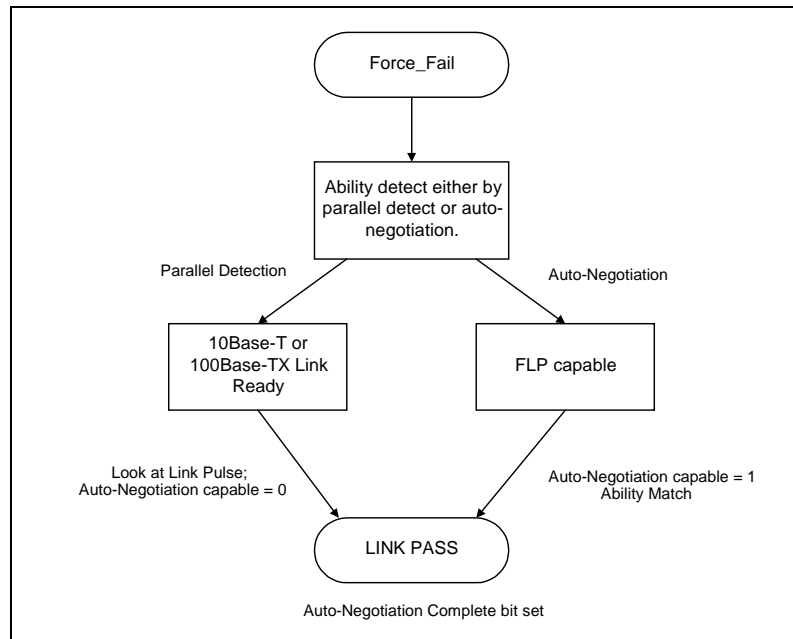 Force_Fail
Ability detect either by
parallel detect or auto-
negotiation.
Parallel Detection
Auto-Negotiation
10Base-T or
100Base-TX Link
Ready
FLP capable
Look at Link Pulse;
Auto-Negotiation capable = 0
Auto-Negotiation capable = 1
Ability Match
LINK PASS
Auto-Negotiation Complete bit set